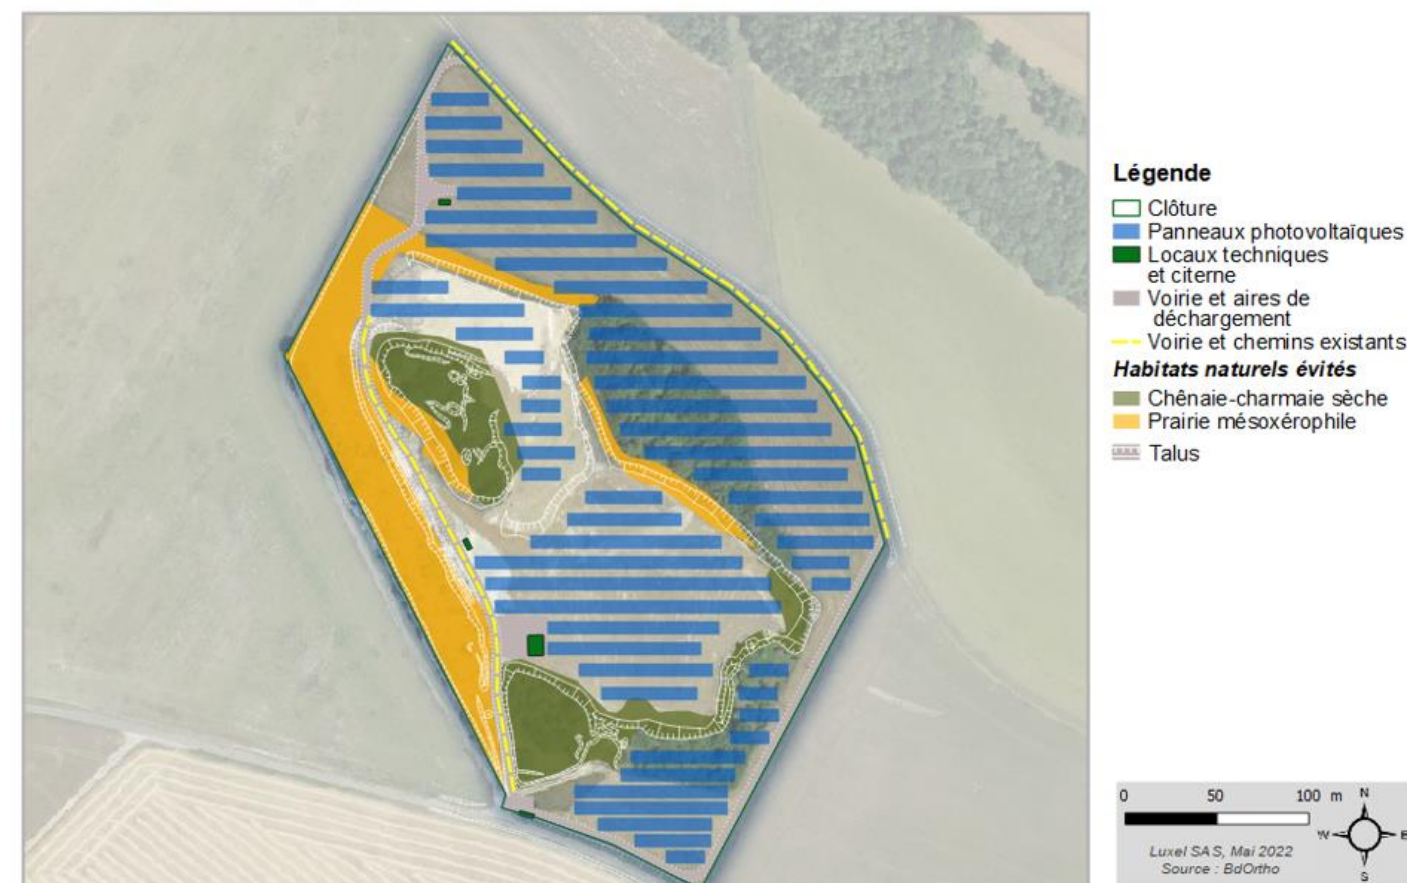 Légende
Clôture
Panneaux photovoltaïques
Locaux techniques
et citerne
Voirie et aires de
déchargement
Voirie et chemins existants
Habitats naturels évités
Chênaie-charmaie sèche
Prairie mésoxérophile
Talus
0 50 100 m
N
W E
S
Luxel SAS, Mai 2022
Source : BdOrtho